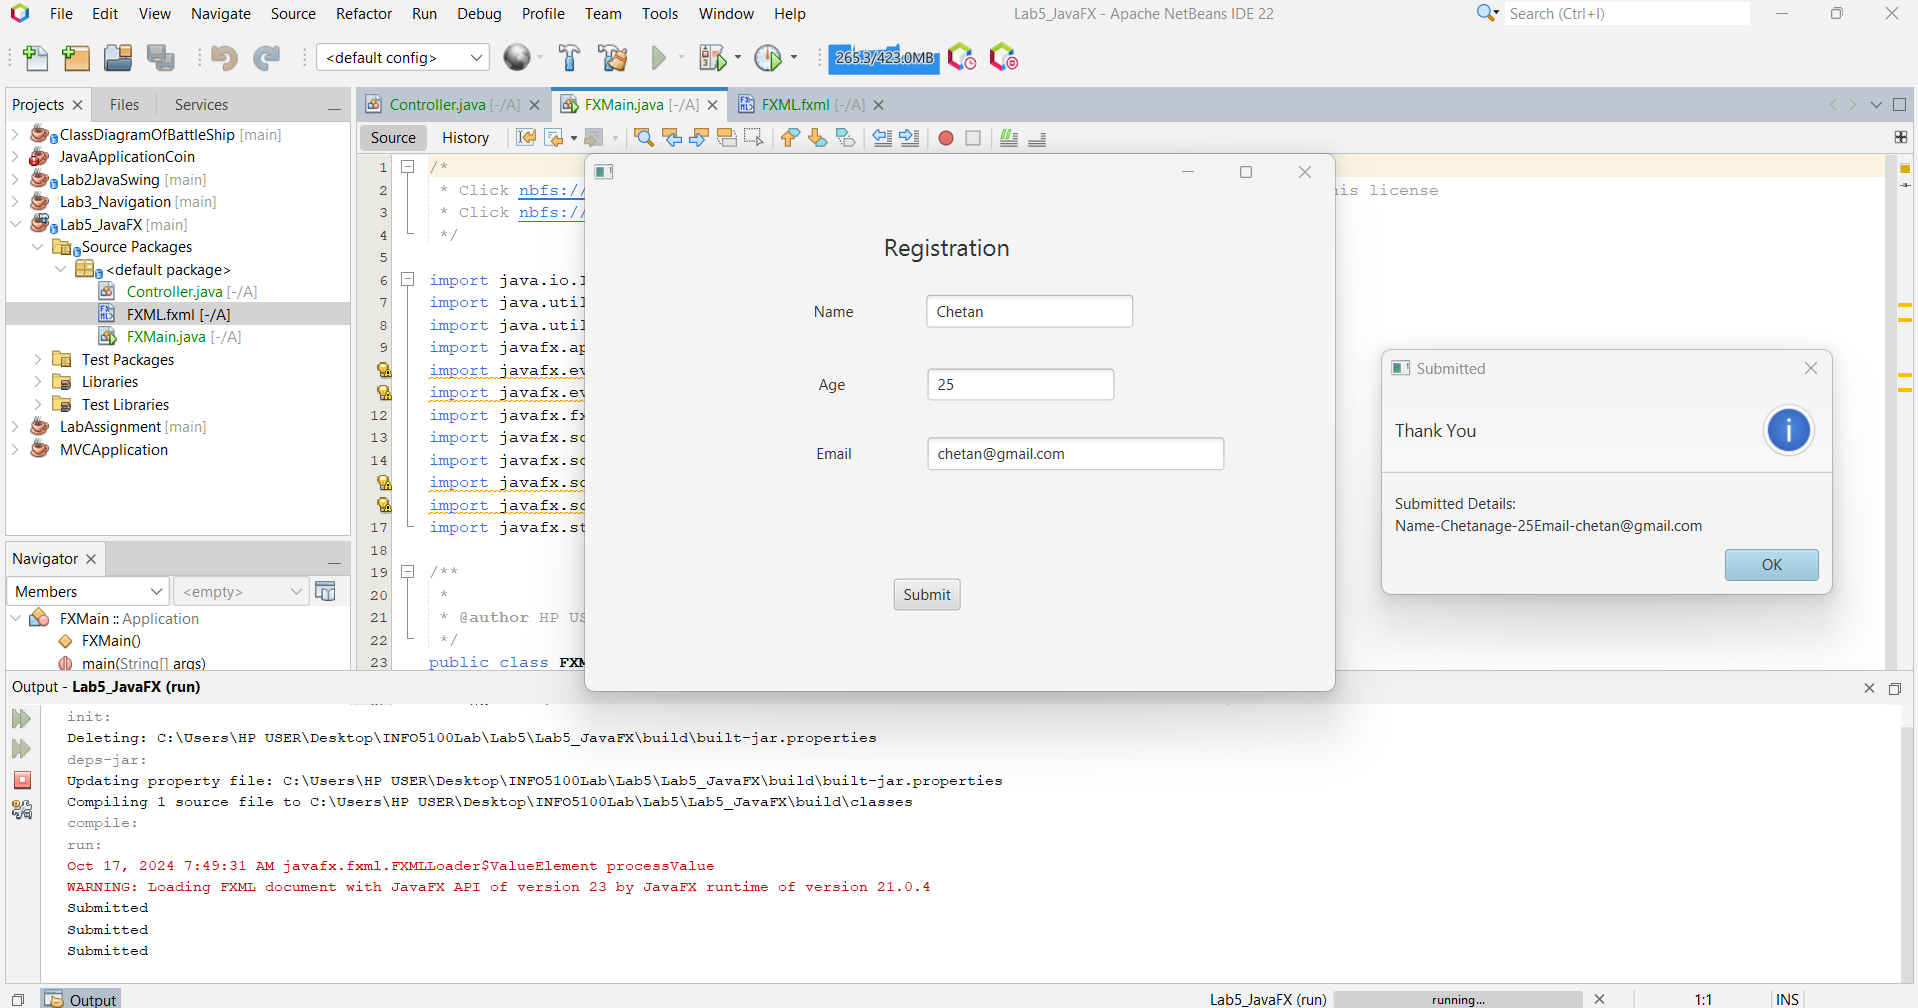 File Edit View Navigate Source Refactor Run Debug Profile Team Tools Window Help
Lab5_JavaFX - Apache NetBeans IDE 22
Search (Ctrl+I)
<default config>
265.3/423.0MB
Projects Files Services
Controller.java [-/A]
FXMain.java [-/A]
FXML.fxml [-/A]
Source History
ClassDiagramOfBattleShip [main]
JavaApplicationCoin
Lab2JavaSwing [main]
Lab3_Navigation [main]
Lab5_JavaFX [main]
Source Packages
<default package>
Controller.java [-/A]
FXML.fxml [-/A]
FXMain.java [-/A]
Test Packages
Libraries
Test Libraries
LabAssignment [main]
MVCApplication
Navigator
Members
<empty>
FXMain :: Application
FXMain()
main(String[] args)
1 /*
2 * Click nbfs:// is license
3 * Click nbfs://
4 */
5
6 import java.io.I
7 import java.util
8 import java.util
9 import javafx.ap
import javafx.ev
import javafx.ev
12 import javafx.fx
13 import javafx.sc
14 import javafx.sc
import javafx.sc
import javafx.sc
17 import javafx.st
18
19 /**
20 *
21 * @author HP US
22 */
23 public class FXM
Registration
Name Chetan
Age 25
Email chetan@gmail.com
Submit
Submitted
Thank You
Submitted Details:
Name-Chetanage-25Email-chetan@gmail.com
OK
Output - Lab5_JavaFX (run)
init:
Deleting: C:\Users\HP USER\Desktop\INFO5100Lab\Lab5\Lab5_JavaFX\build\built-jar.properties
deps-jar:
Updating property file: C:\Users\HP USER\Desktop\INFO5100Lab\Lab5\Lab5_JavaFX\build\built-jar.properties
Compiling 1 source file to C:\Users\HP USER\Desktop\INFO5100Lab\Lab5\Lab5_JavaFX\build\classes
compile:
run:
Oct 17, 2024 7:49:31 AM javafx.fxml.FXMLLoader$ValueElement processValue
WARNING: Loading FXML document with JavaFX API of version 23 by JavaFX runtime of version 21.0.4
Submitted
Submitted
Submitted
Output
Lab5_JavaFX (run)
running...
1:1
INS